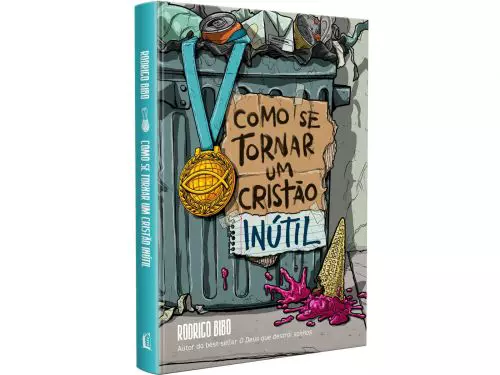 COMO SE
TORNAR
UM
CRISTÃO
INÚTIL
RODRIGO BIBO
Autor do best-seller O Deus que destrói sonhos
RODRIGO BIBO
COMO SE TORNAR UM CRISTÃO INÚTIL